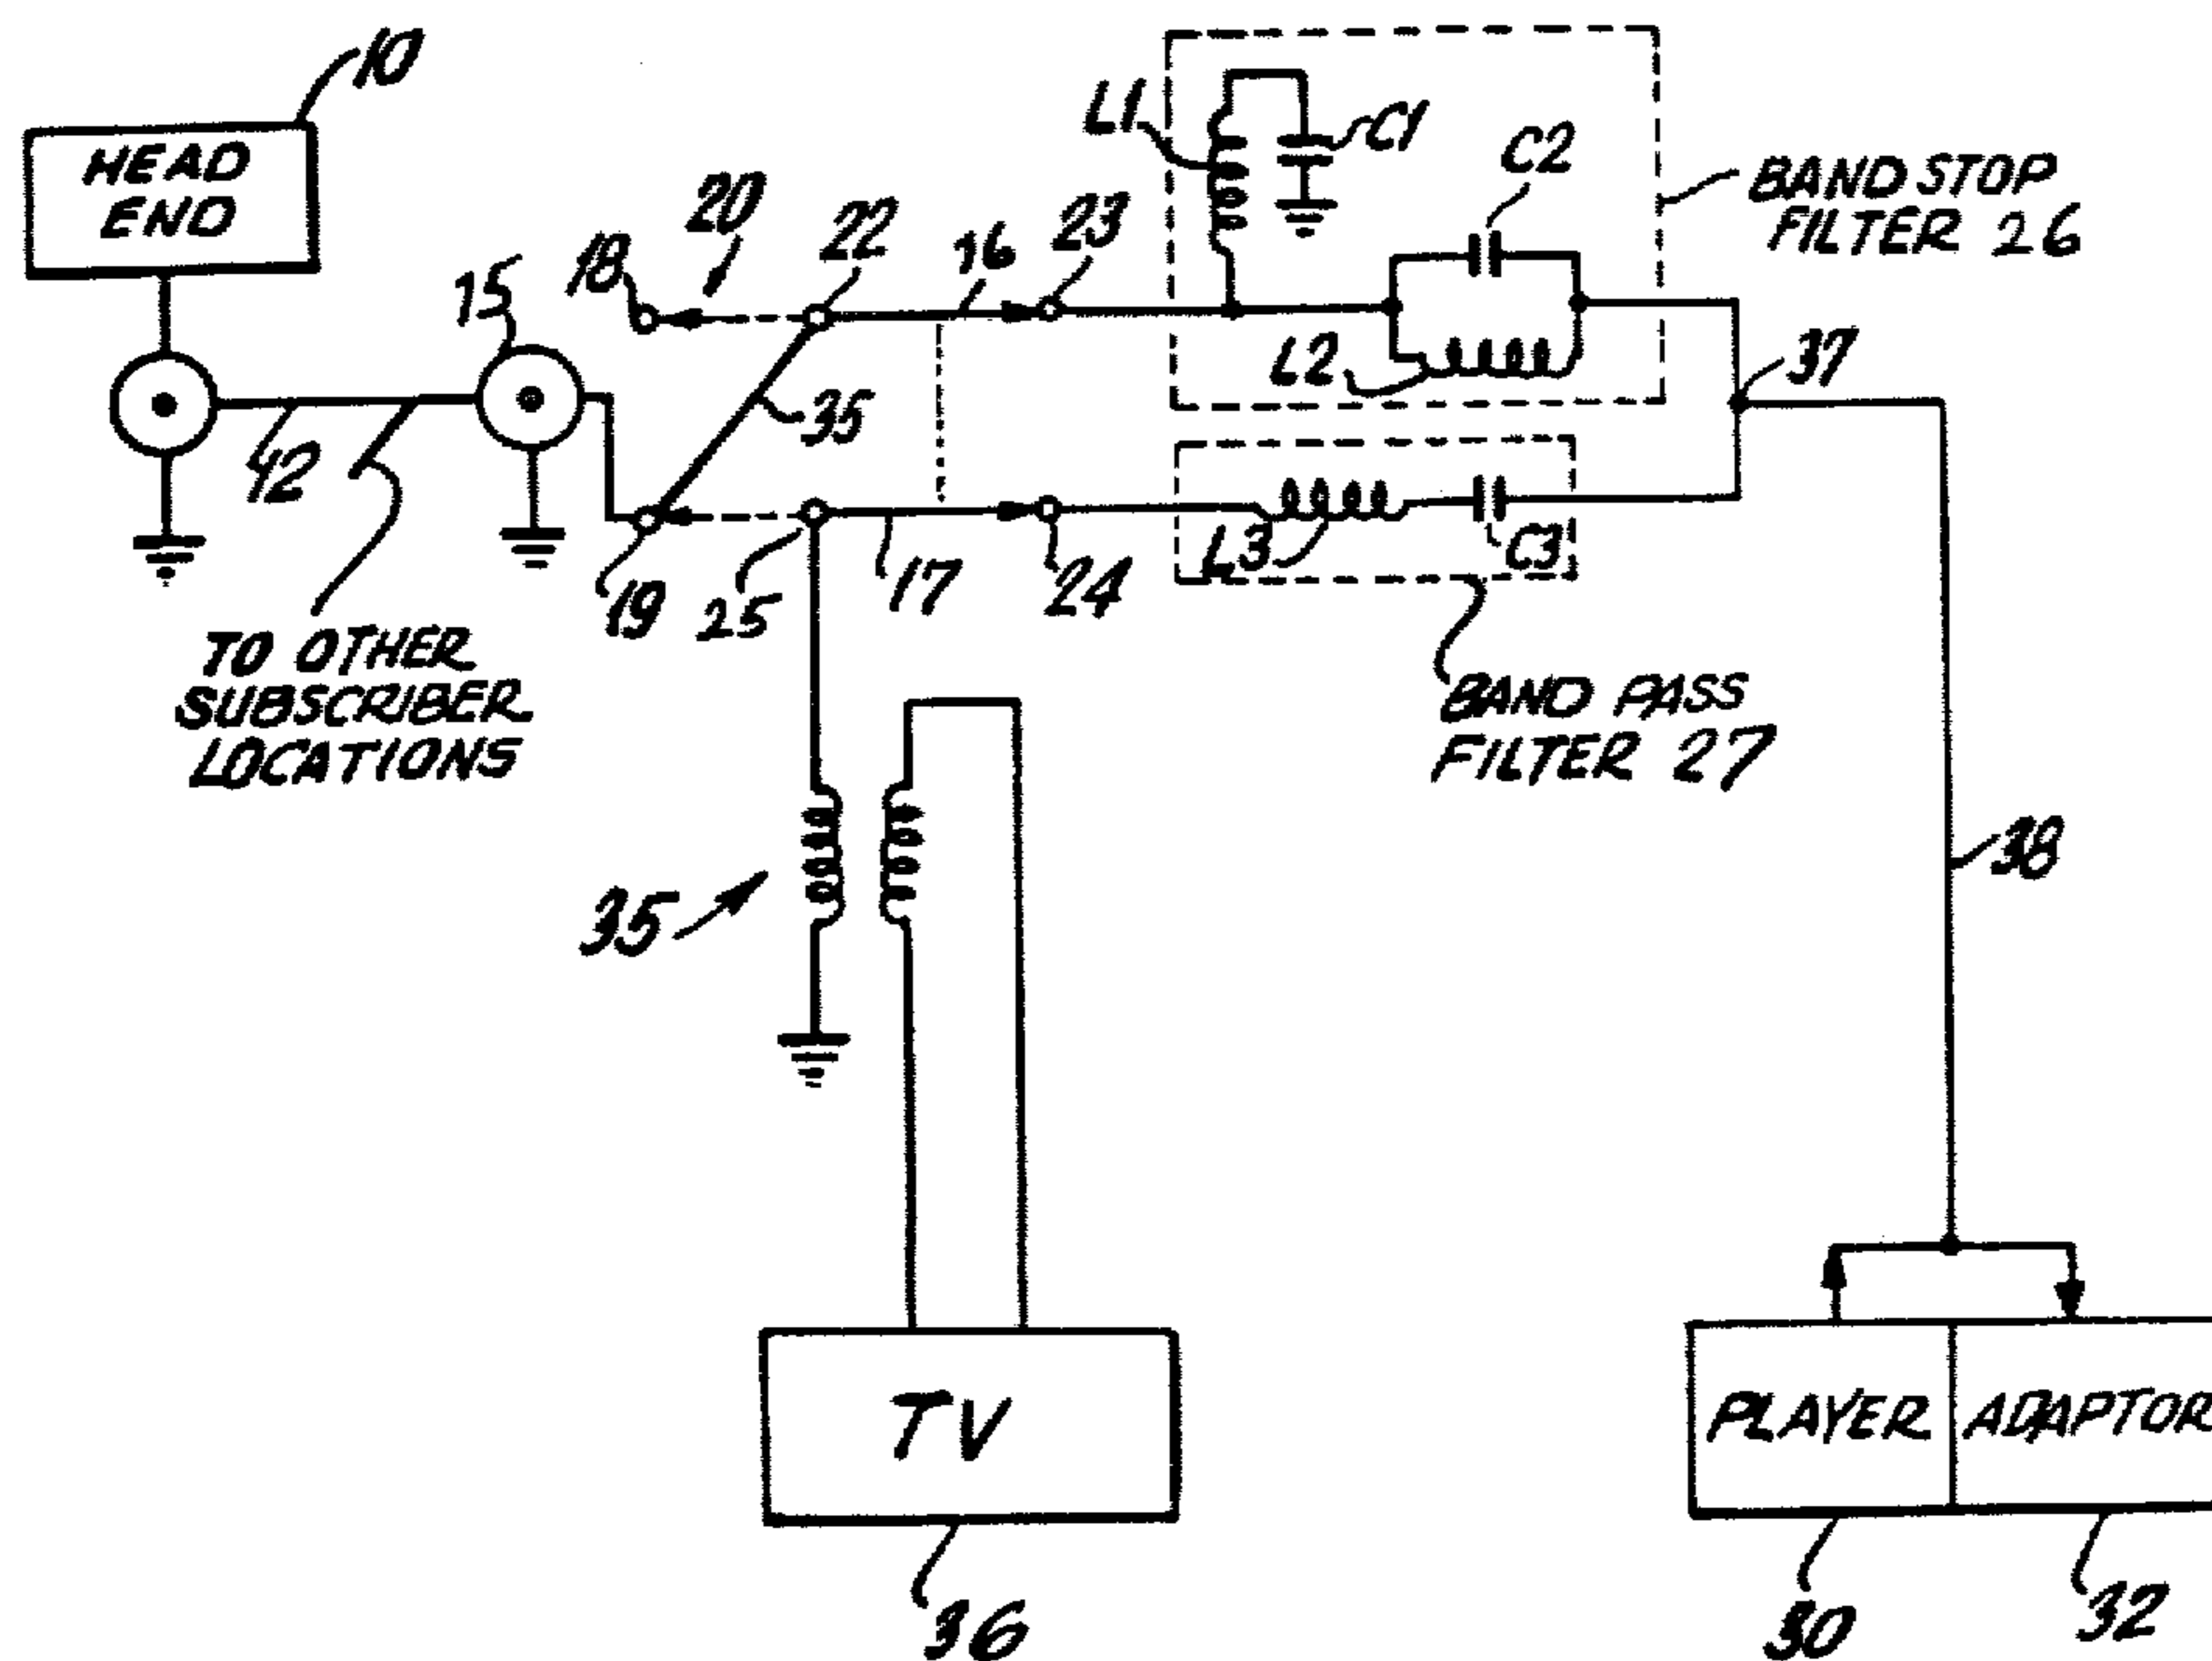 10
HEAD
END
L1
C1
C2
BAND STOP
FILTER 26
20
22
16
23
18
15
L2
37
35
42
L3
C3
19
25
17
24
TO OTHER
SUBSCRIBER
LOCATIONS
BAND PASS
FILTER 27
38
35
TV
PLAYER
ADAPTOR
36
30
32